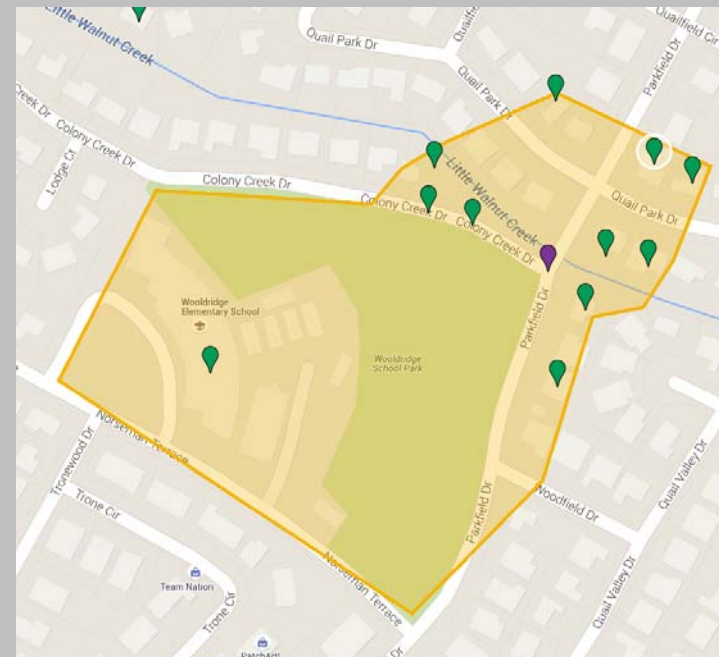 Little Walnut Creek
Quail Park Dr
Quailfield Cir
Parkfield Dr
Quail Park Dr
Creek Dr
Colony Creek Dr
Lodge Ct
Colony Creek Dr
Little Walnut Creek
Colony Creek Dr
Colony Creek Dr
Quail Park Dr
Wooldridge
Elementary School
Parkfield Dr
Wooldridge
School Park
Norseman Terrace
Tronewood Dr
Trone Cir
Woodfield Dr
Quail Valley Dr
Parkfield Dr
Team Nation
Trone Cir
Norseman Terrace
Quail Valley Dr
Dr